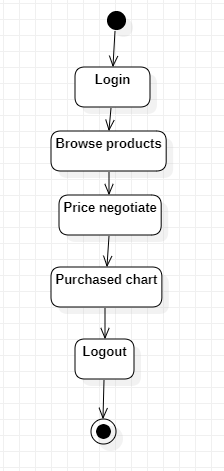 Login
Browse products
Price negotiate
Purchased chart
Logout